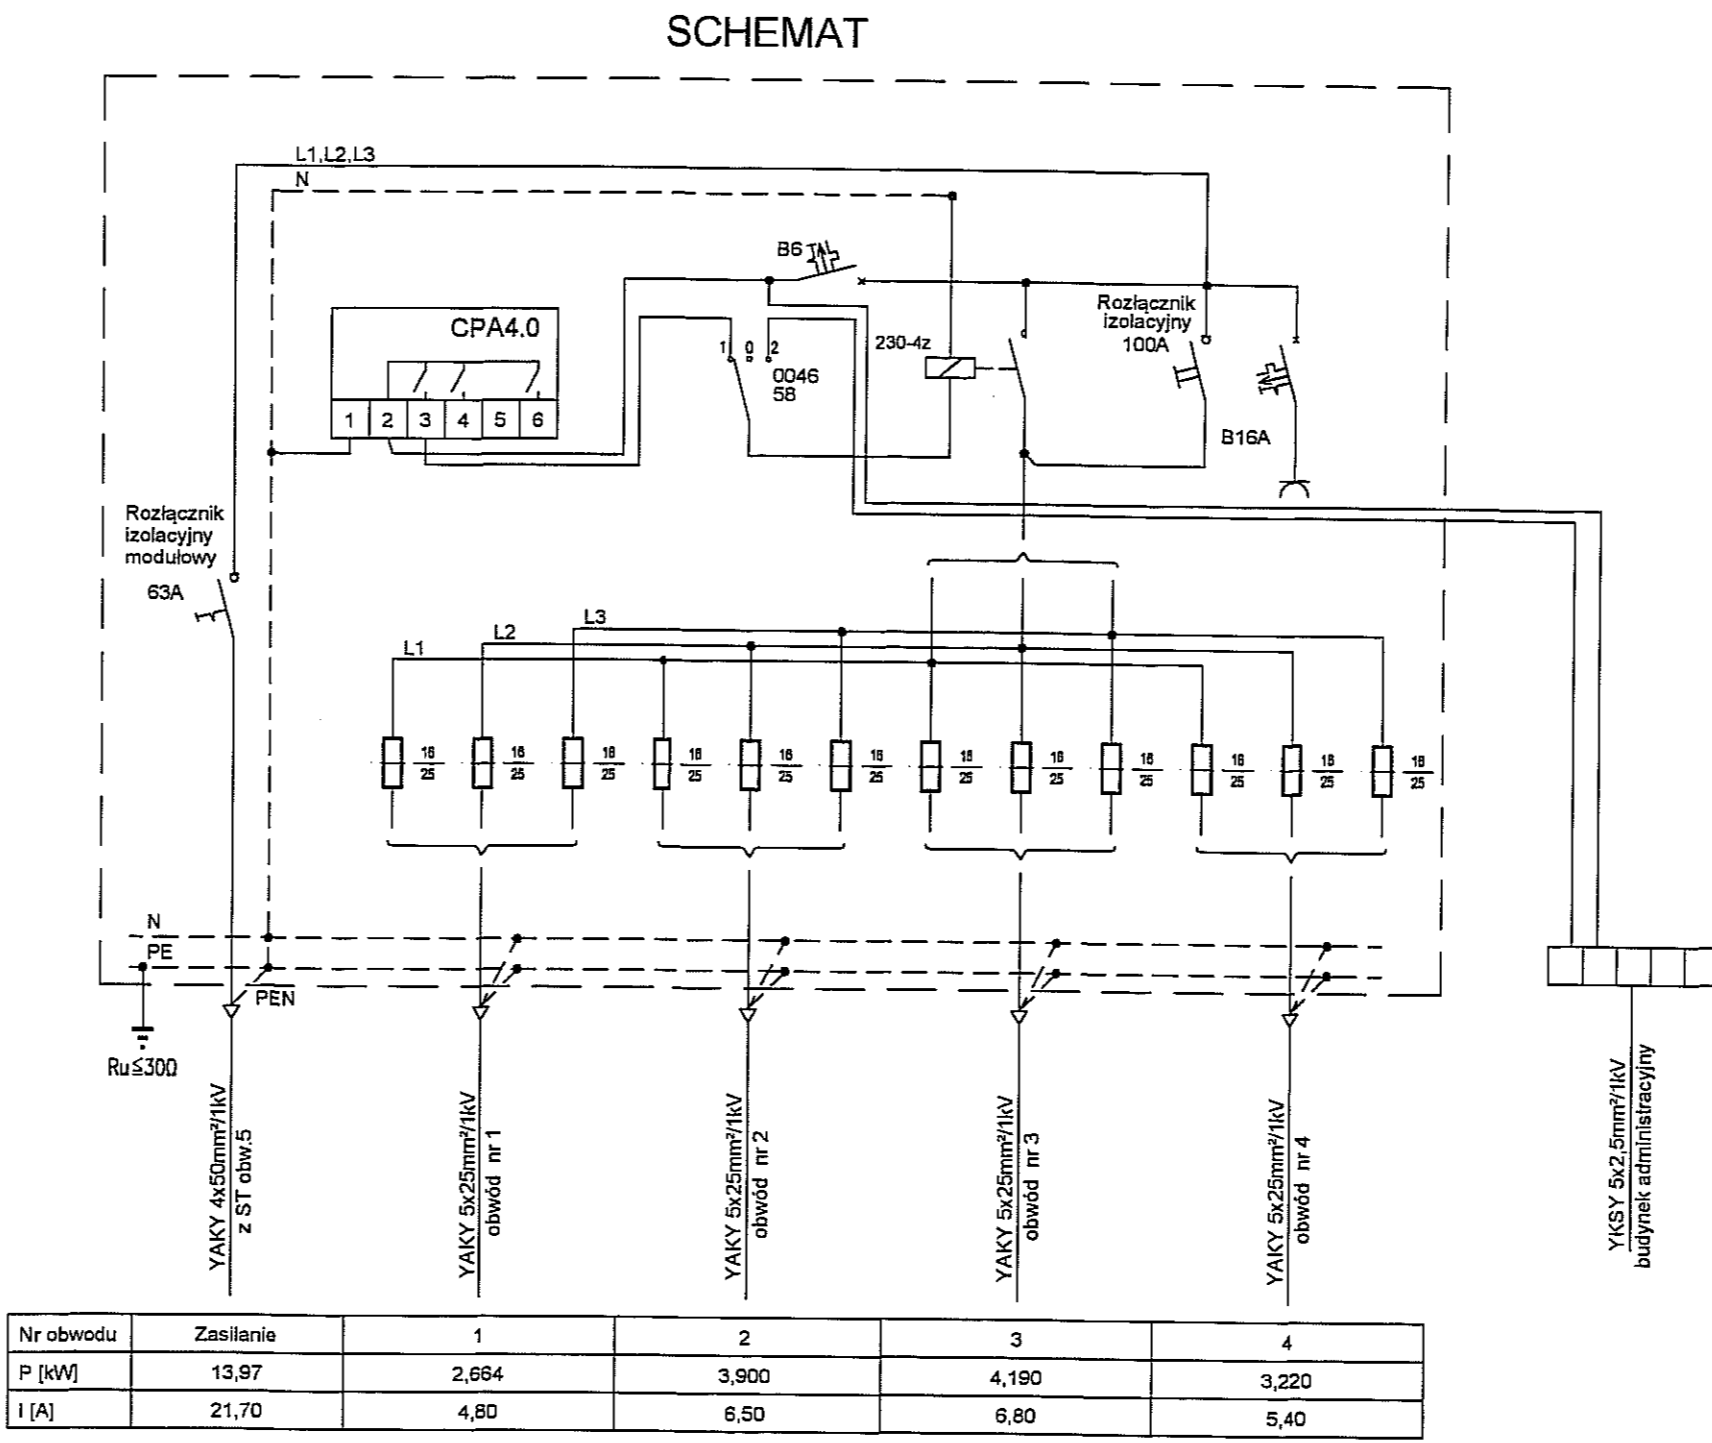 SCHEMAT
L1,L2,L3
N
B6
CPA4.0
1 2 3 4 5 6
1 0 2
0046
58
230-4z
Rozłącznik
izolacyjny
100A
B16A
Rozłącznik
izolacyjny
modułowy
63A
L1
L2
L3
16
25
16
25
16
25
16
25
16
25
16
25
16
25
16
25
16
25
16
25
16
25
16
25
N
PE
PEN
Ru≤30Ω
YAKY 4x50mm²/1kV
z ST obw.5
YAKY 5x25mm²/1kV
obwód nr 1
YAKY 5x25mm²/1kV
obwód nr 2
YAKY 5x25mm²/1kV
obwód nr 3
YAKY 5x25mm²/1kV
obwód nr 4
YKSY 5x2,5mm²/1kV
budynek administracyjny
Nr obwodu Zasilanie 1 2 3 4
P [kW] 13,97 2,664 3,900 4,190 3,220
I [A] 21,70 4,80 6,50 6,80 5,40